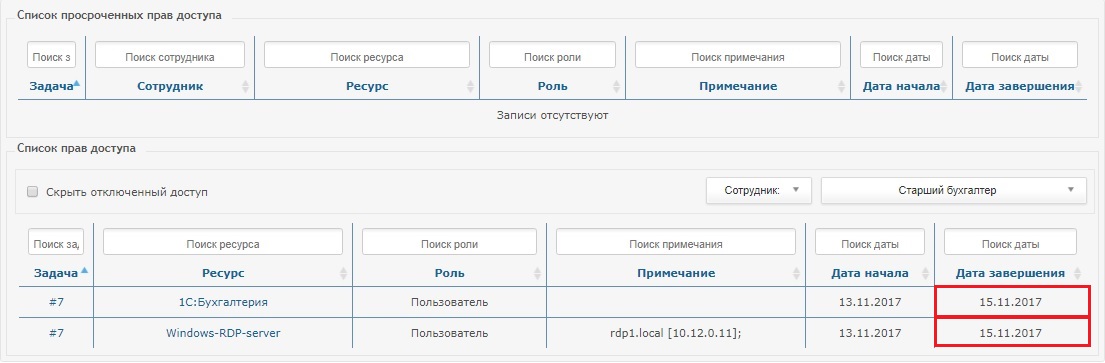 Список просроченных прав доступа
Поиск з Поиск сотрудника Поиск ресурса Поиск роли Поиск примечания Поиск даты Поиск даты
Задача Сотрудник Ресурс Роль Примечание Дата начала Дата завершения
Записи отсутствуют
Список прав доступа
Скрыть отключенный доступ Сотрудник: Старший бухгалтер
Поиск за, Поиск ресурса Поиск роли Поиск примечания Поиск даты Поиск даты
Задача Ресурс Роль Примечание Дата начала Дата завершения
#7 1С:Бухгалтерия Пользователь 13.11.2017 15.11.2017
#7 Windows-RDP-server Пользователь rdp1.local [10.12.0.11]; 13.11.2017 15.11.2017